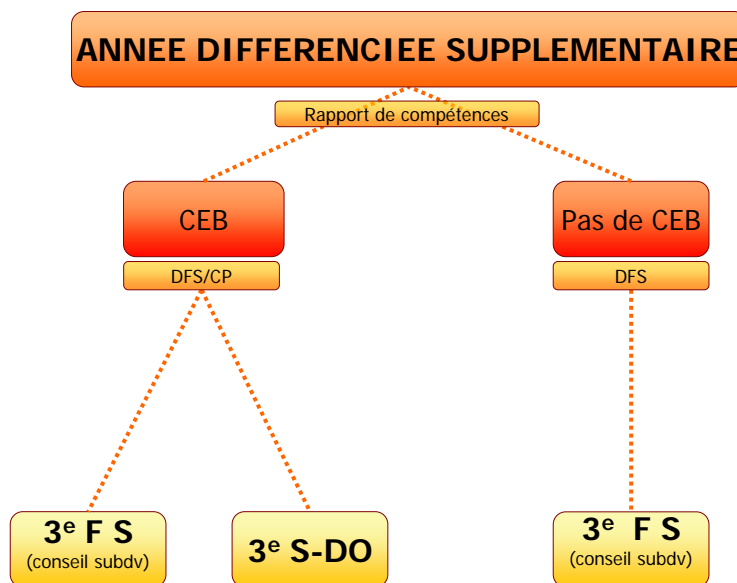 ANNEE DIFFERENCIEE SUPPLEMENTAIRE
Rapport de compétences
CEB
Pas de CEB
DFS/CP
DFS
3e F S
(conseil subdv)
3e S-DO
3e F S
(conseil subdv)